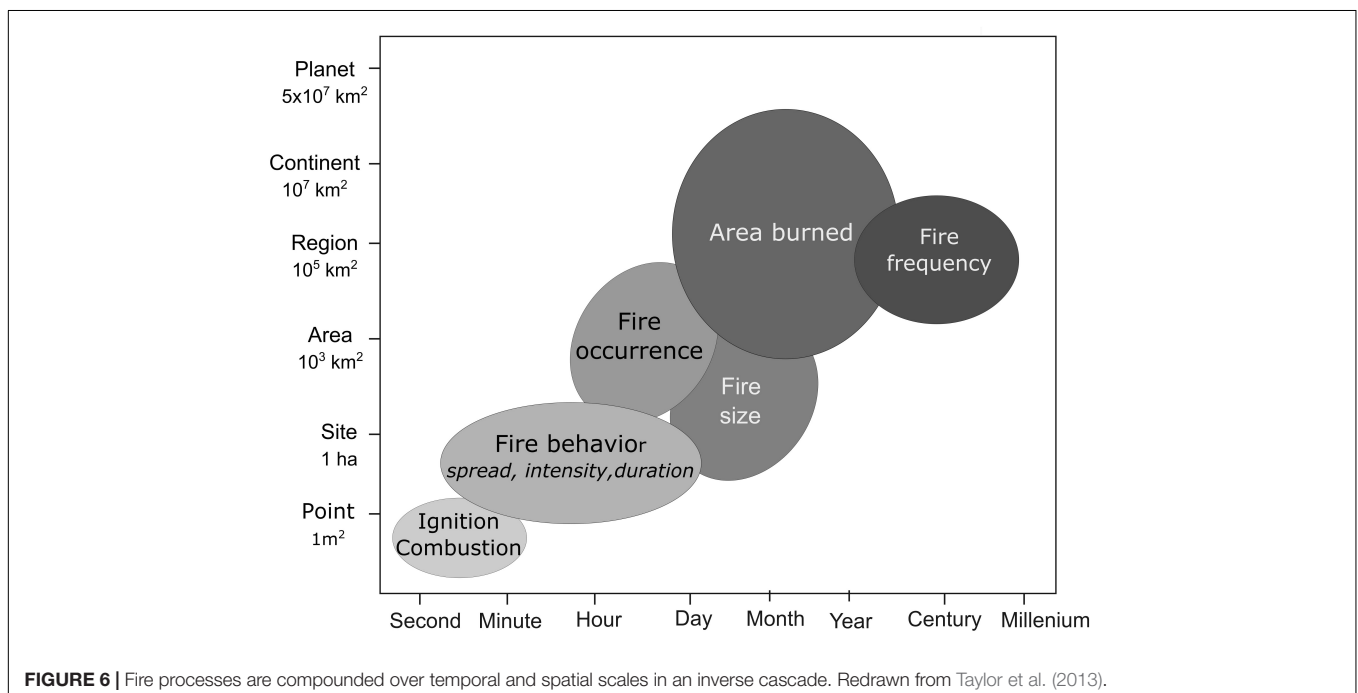 Planet
5x10⁷ km²
Continent
10⁷ km²
Region
10⁵ km²
Area
10³ km²
Site
1 ha
Point
1m²
Area burned
Fire
frequency
Fire
occurrence
Fire
size
Fire behavior
spread, intensity,duration
Ignition
Combustion
Second Minute Hour Day Month Year Century Millenium
FIGURE 6 | Fire processes are compounded over temporal and spatial scales in an inverse cascade. Redrawn from Taylor et al. (2013).